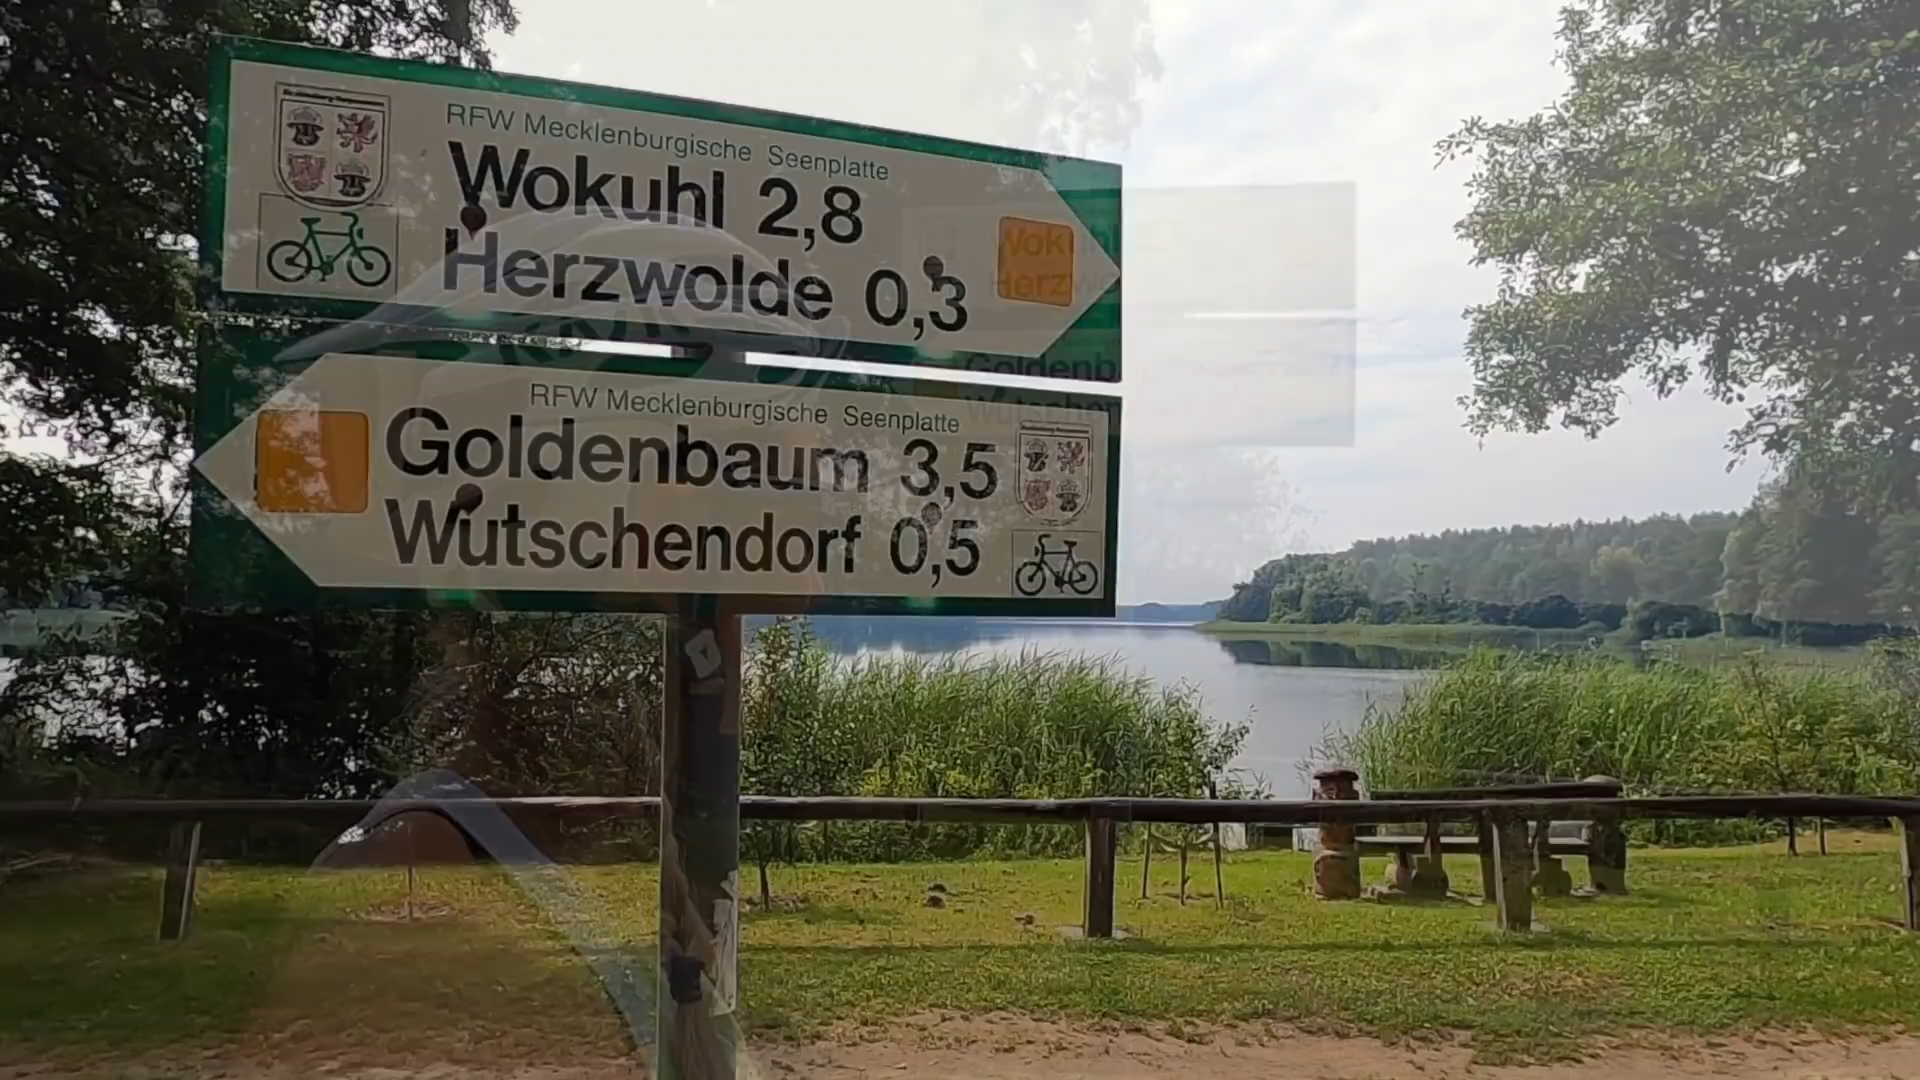 RFW Mecklenburgische Seenplatte
Wokuhl 2,8
Herzwolde 0,3
RFW Mecklenburgische Seenplatte
Goldenbaum 3,5
Wutschendorf 0,5